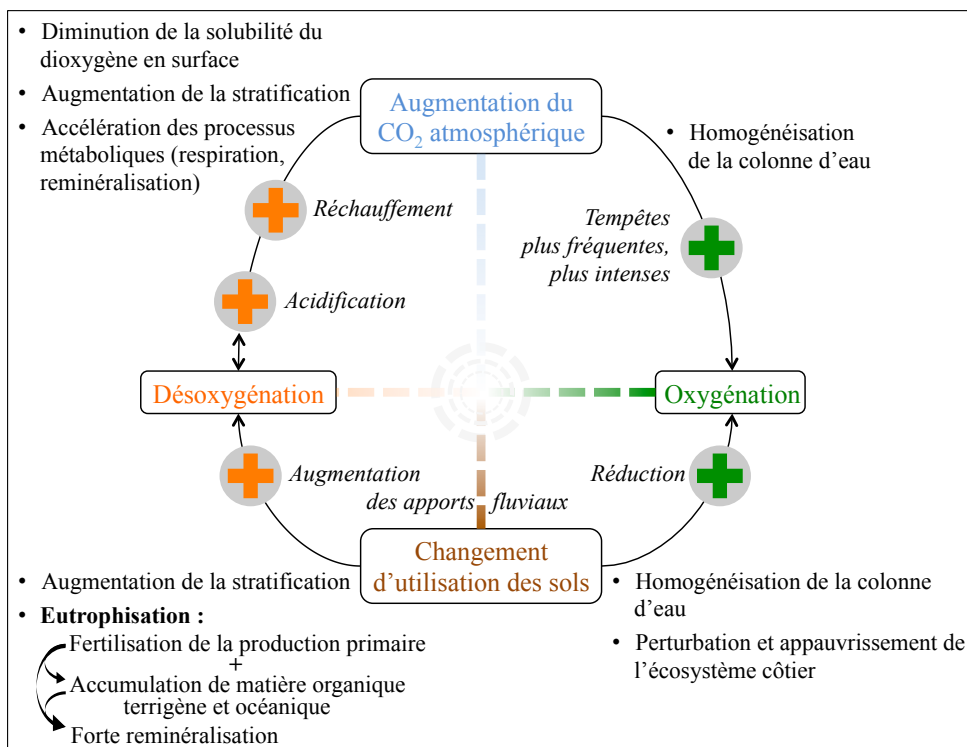 • Diminution de la solubilité du
dioxygène en surface
• Augmentation de la stratification
• Accélération des processus
métaboliques (respiration,
reminéralisation)
Augmentation du
CO₂ atmosphérique
• Homogénéisation
de la colonne d'eau
Réchauffement
Tempêtes
plus fréquentes,
plus intenses
Acidification
Désoxygénation
Oxygénation
Augmentation
Réduction
des apports fluviaux
Changement
d'utilisation des sols
• Augmentation de la stratification
• Eutrophisation :
Fertilisation de la production primaire
+
Accumulation de matière organique
terrigène et océanique
Forte reminéralisation
• Homogénéisation de la colonne
d'eau
• Perturbation et appauvrissement de
l'écosystème côtier